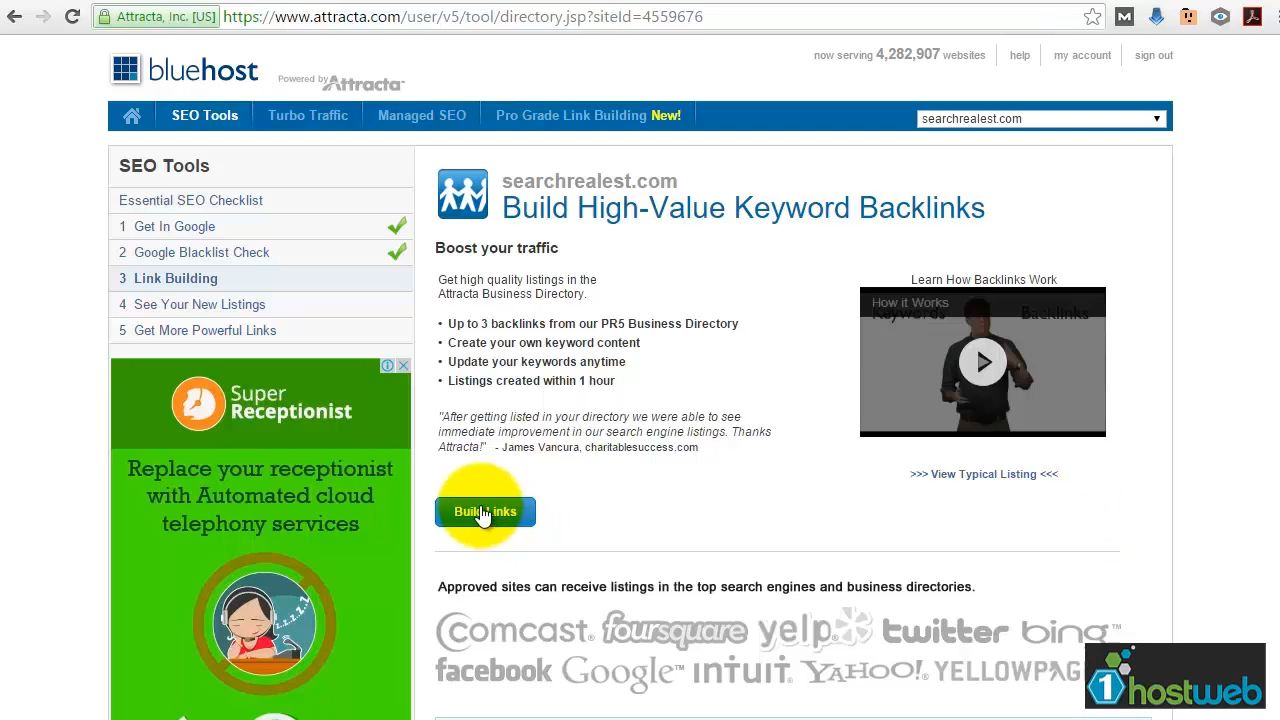 Attracta, Inc. [US] https://www.attracta.com/user/v5/tool/directory.jsp?siteId=4559676
bluehost Powered by Attracta
now serving 4,282,907 websites help my account sign out
SEO Tools Turbo Traffic Managed SEO Pro Grade Link Building New! searchrealest.com
SEO Tools
Essential SEO Checklist
1 Get In Google
2 Google Blacklist Check
3 Link Building
4 See Your New Listings
5 Get More Powerful Links
Super
Receptionist
Replace your receptionist
with Automated cloud
telephony services
searchrealest.com
Build High-Value Keyword Backlinks
Boost your traffic
Get high quality listings in the
Attracta Business Directory.
• Up to 3 backlinks from our PR5 Business Directory
• Create your own keyword content
• Update your keywords anytime
• Listings created within 1 hour
"After getting listed in your directory we were able to see
immediate improvement in our search engine listings. Thanks
Attracta!" - James Vancura, charitablesuccess.com
Learn How Backlinks Work
How it Works
Keywords Backlinks
>>> View Typical Listing <<<
Build Links
Approved sites can receive listings in the top search engines and business directories.
Comcast foursquare yelp twitter bing™
facebook Google™ intuit YAHOO! YELLOWPAG
1hostweb